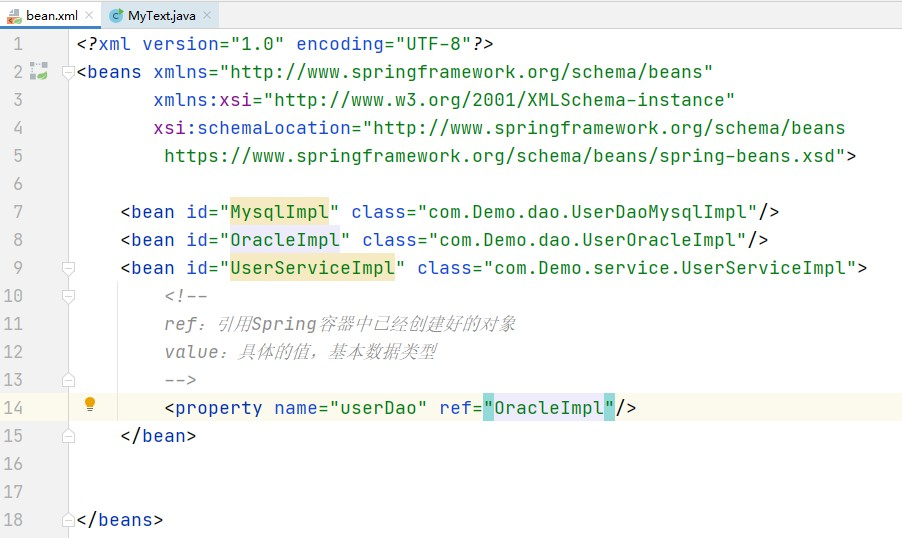 bean.xml MyText.java
1 <?xml version="1.0" encoding="UTF-8"?>
2 <beans xmlns="http://www.springframework.org/schema/beans"
3 xmlns:xsi="http://www.w3.org/2001/XMLSchema-instance"
4 xsi:schemaLocation="http://www.springframework.org/schema/beans
5 https://www.springframework.org/schema/beans/spring-beans.xsd">
6
7 <bean id="MysqlImpl" class="com.Demo.dao.UserDaoMysqlImpl"/>
8 <bean id="OracleImpl" class="com.Demo.dao.UserOracleImpl"/>
9 <bean id="UserServiceImpl" class="com.Demo.service.UserServiceImpl">
10 <!--
11 ref：引用Spring容器中已经创建好的对象
12 value：具体的值，基本数据类型
13 -->
14 <property name="userDao" ref="OracleImpl"/>
15 </bean>
16
17
18 </beans>